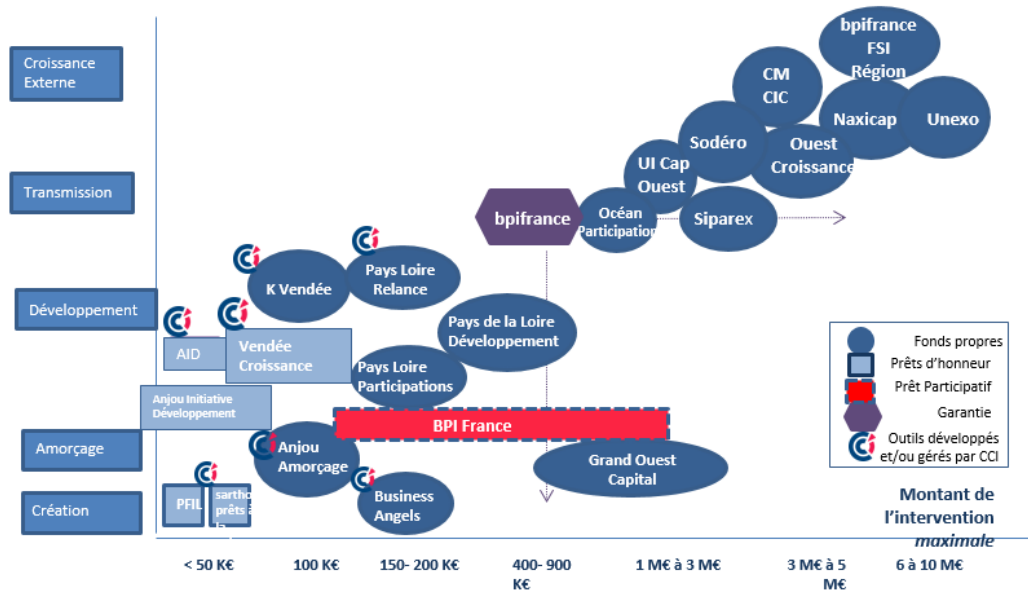 Croissance
Externe
Transmission
Développement
Amorçage
Création
bpifrance
FSI
Région
CM
CIC
Naxicap
Unexo
Sodéro
Ouest
Croissance
UI Cap
Ouest
bpifrance
Océan
Participation
Siparex
Pays Loire
Relance
K Vendée
Pays de la Loire
Développement
AID
Vendée
Croissance
Pays Loire
Participations
Anjou Initiative
Développement
BPI France
Anjou
Amorçage
Grand Ouest
Capital
Business
Angels
PFIL
prêts à
la
Fonds propres
Prêts d’honneur
Prêt Participatif
Garantie
Outils développés
et/ou gérés par CCI
Montant de
l’intervention
maximale
< 50 K€
100 K€
150- 200 K€
400- 900
K€
1 M€ à 3 M€
3 M€ à 5
M€
6 à 10 M€